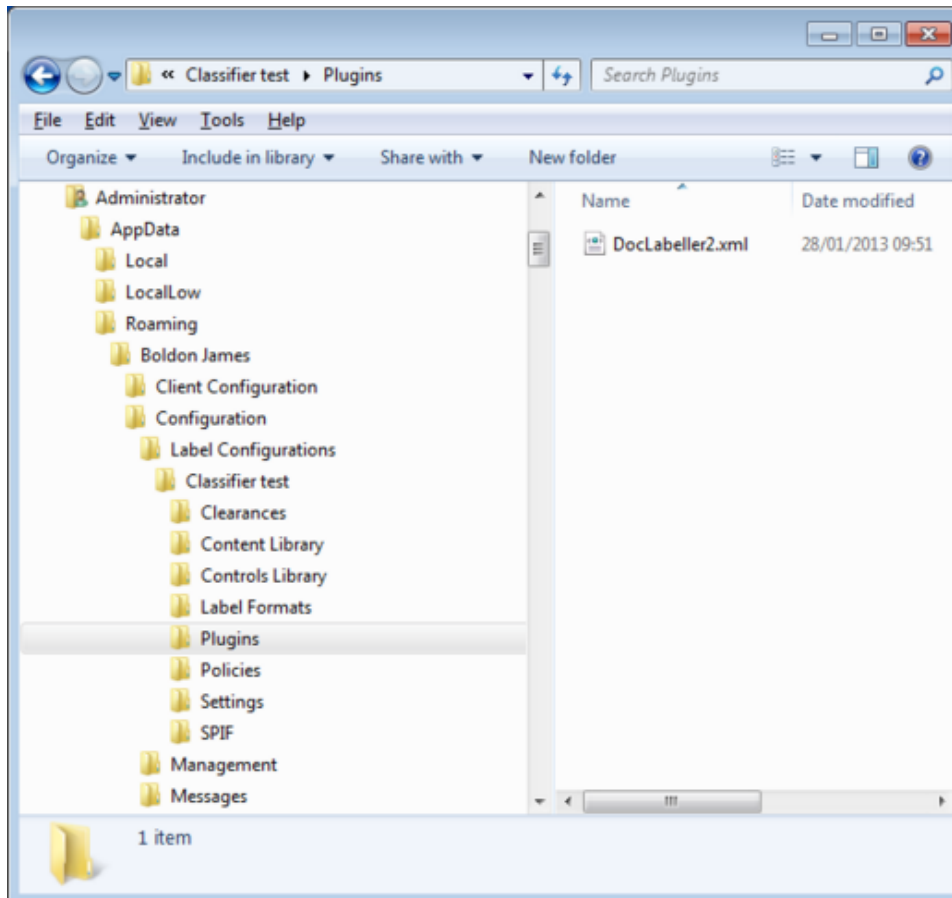 « Classifier test ▸ Plugins Search Plugins
File Edit View Tools Help
Organize Include in library Share with New folder
Administrator
AppData
Local
LocalLow
Roaming
Boldon James
Client Configuration
Configuration
Label Configurations
Classifier test
Clearances
Content Library
Controls Library
Label Formats
Plugins
Policies
Settings
SPIF
Management
Messages
Name Date modified
DocLabeller2.xml 28/01/2013 09:51
1 item